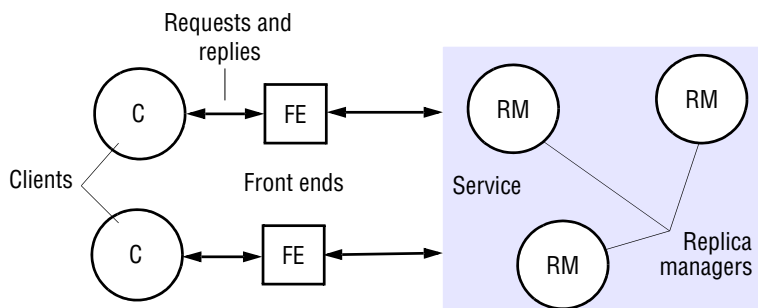 Requests and
replies
C
FE
RM
RM
Clients
Front ends
Service
C
FE
RM
Replica
managers